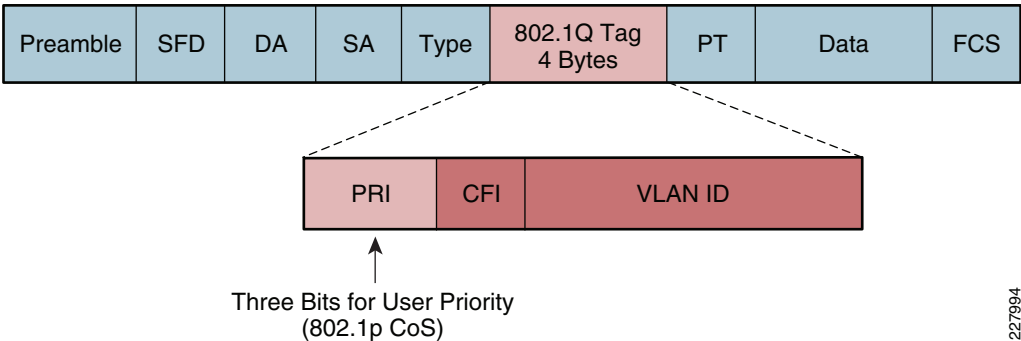 Preamble
SFD
DA
SA
Type
802.1Q Tag
4 Bytes
PT
Data
FCS
PRI
CFI
VLAN ID
Three Bits for User Priority
(802.1p CoS)
227994